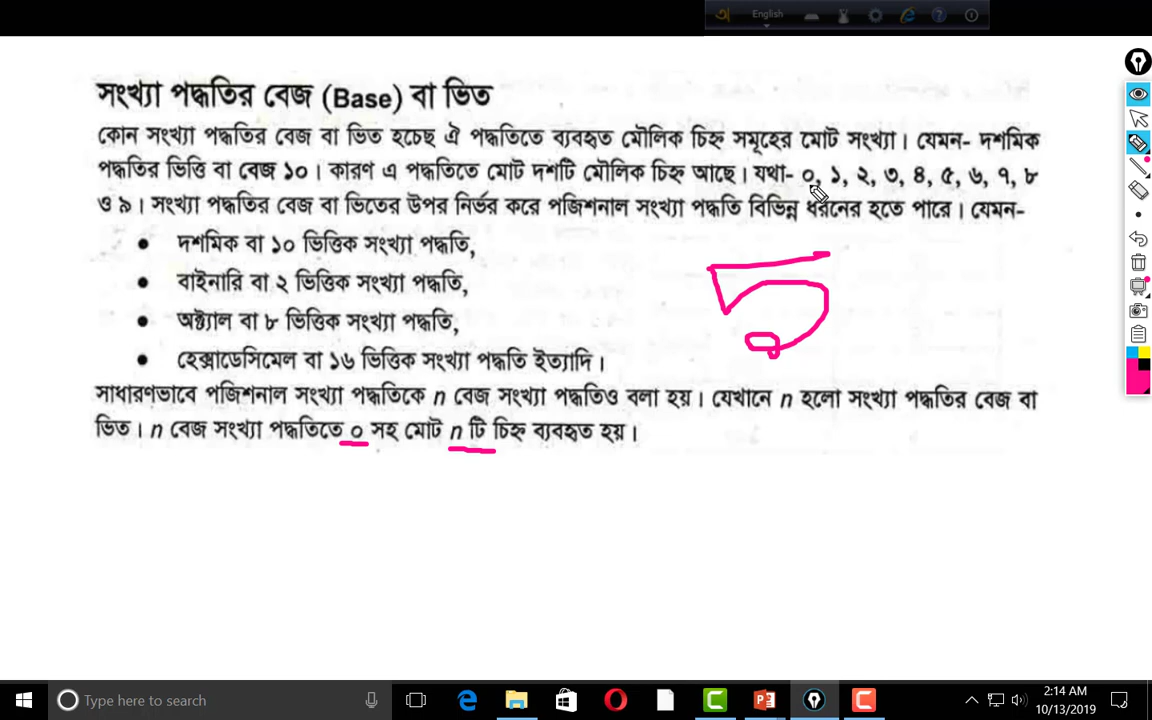 English
সংখ্যা পদ্ধতির বেজ (Base) বা ভিত
কোন সংখ্যা পদ্ধতির বেজ বা ভিত হচেছ ঐ পদ্ধতিতে ব্যবহৃত মৌলিক চিহ্ন সমূহের মোট সংখ্যা। যেমন- দশমিক
পদ্ধতির ভিত্তি বা বেজ ১০। কারণ এ পদ্ধতিতে মোট দশটি মৌলিক চিহ্ন আছে। যথা- ০, ১, ২, ৩, ৪, ৫, ৬, ৭, ৮
ও ৯। সংখ্যা পদ্ধতির বেজ বা ভিতের উপর নির্ভর করে পজিশনাল সংখ্যা পদ্ধতি বিভিন্ন ধরনের হতে পারে। যেমন-
• দশমিক বা ১০ ভিত্তিক সংখ্যা পদ্ধতি,
• বাইনারি বা ২ ভিত্তিক সংখ্যা পদ্ধতি,
• অক্ট্যাল বা ৮ ভিত্তিক সংখ্যা পদ্ধতি,
• হেক্সাডেসিমেল বা ১৬ ভিত্তিক সংখ্যা পদ্ধতি ইত্যাদি।
সাধারণভাবে পজিশনাল সংখ্যা পদ্ধতিকে n বেজ সংখ্যা পদ্ধতিও বলা হয়। যেখানে n হলো সংখ্যা পদ্ধতির বেজ বা
ভিত। n বেজ সংখ্যা পদ্ধতিতে ০ সহ মোট n টি চিহ্ন ব্যবহৃত হয়।
Type here to search
2:14 AM
10/13/2019